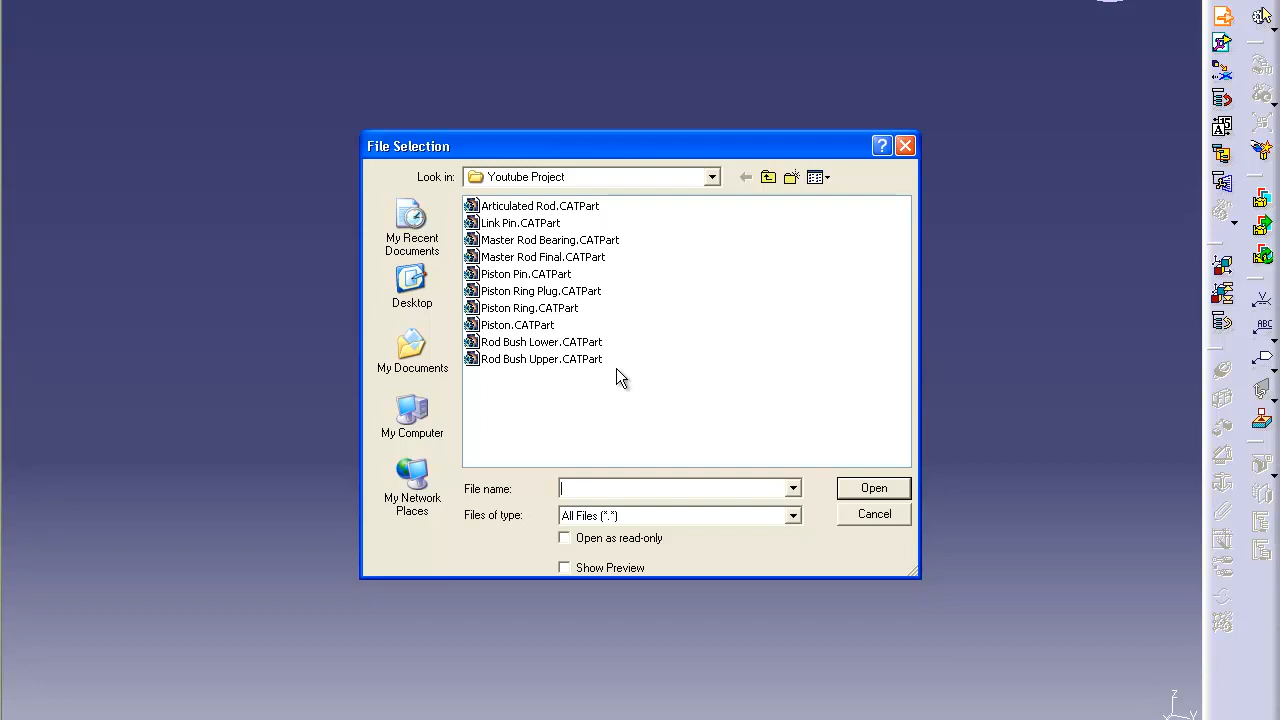 File Selection
Look in: Youtube Project
My Recent
Documents
Desktop
My Documents
My Computer
My Network
Places
Articulated Rod.CATPart
Link Pin.CATPart
Master Rod Bearing.CATPart
Master Rod Final.CATPart
Piston Pin.CATPart
Piston Ring Plug.CATPart
Piston Ring.CATPart
Piston.CATPart
Rod Bush Lower.CATPart
Rod Bush Upper.CATPart
File name:
Open
Files of type: All Files (*.*)
Cancel
Open as read-only
Show Preview
ABC
z
y